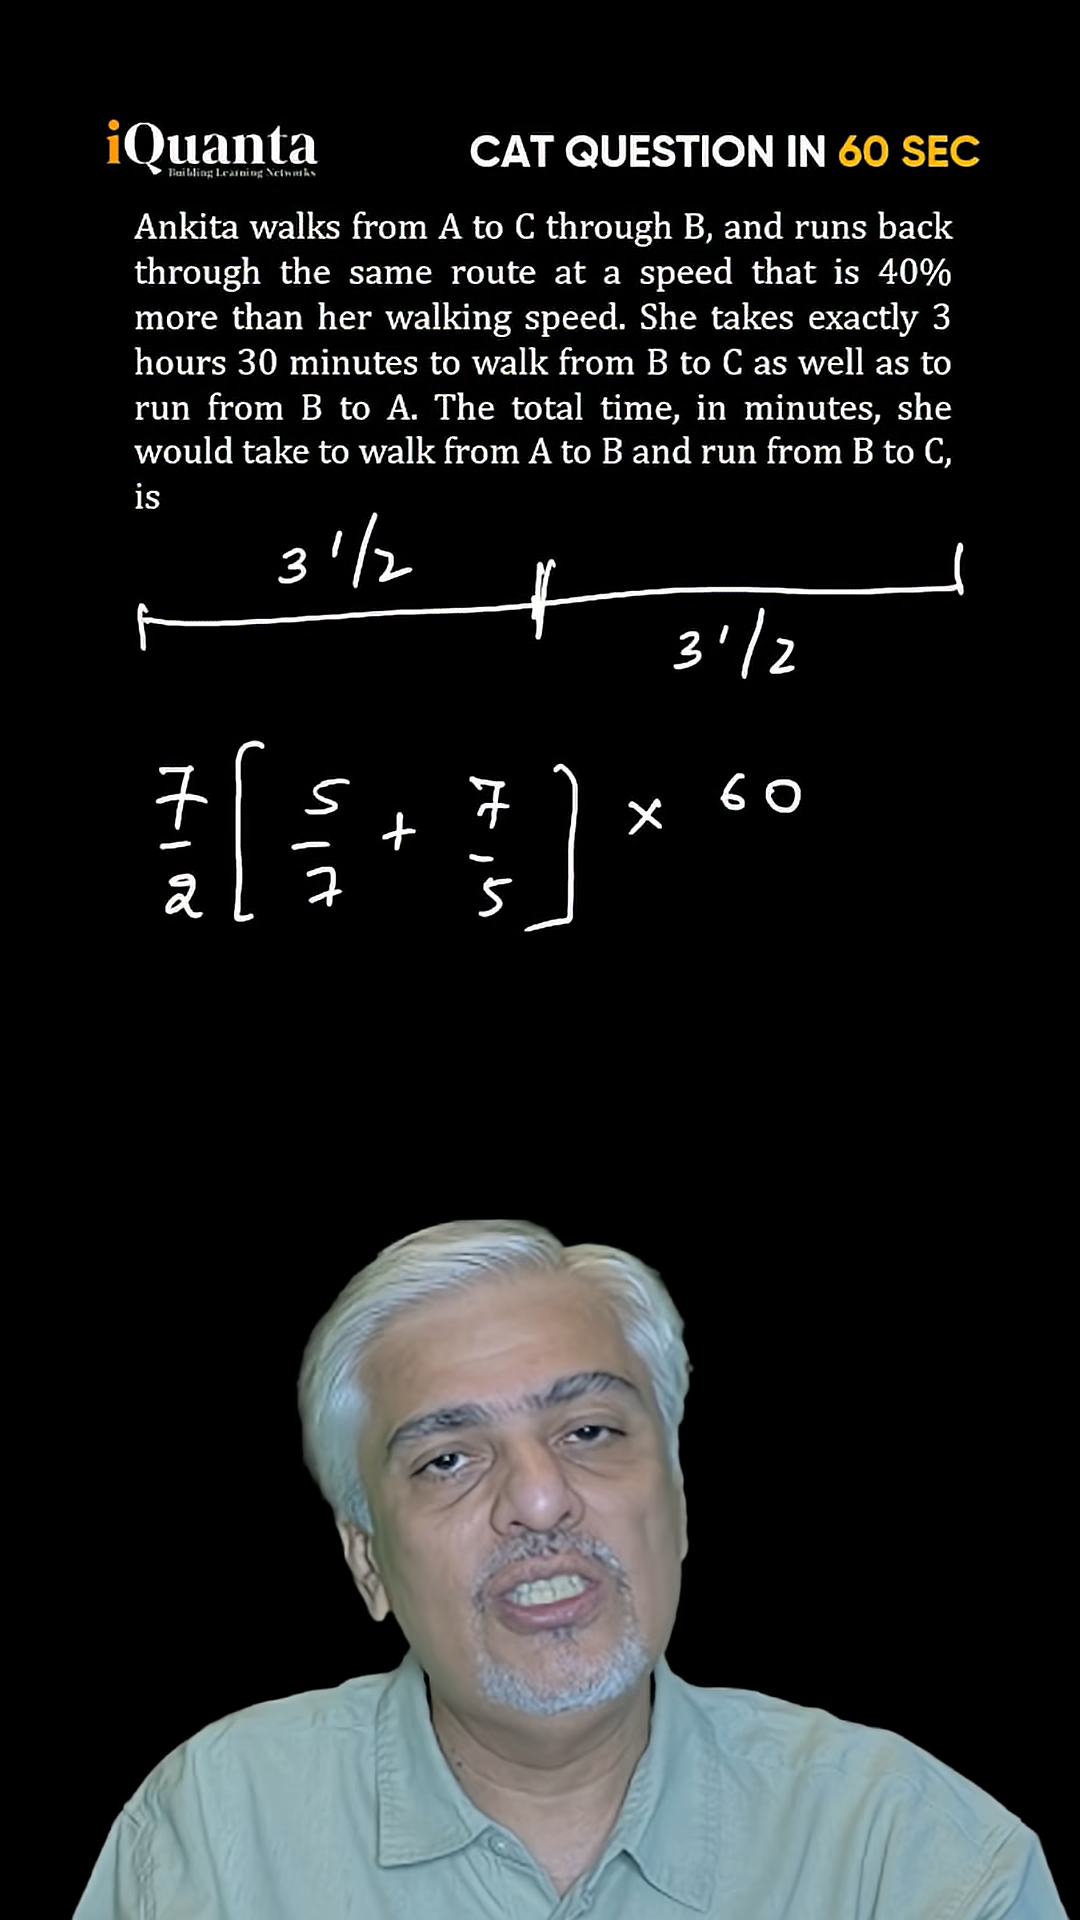 iQuanta
Building Learning Networks
CAT QUESTION IN 60 SEC
Ankita walks from A to C through B, and runs back
through the same route at a speed that is 40%
more than her walking speed. She takes exactly 3
hours 30 minutes to walk from B to C as well as to
run from B to A. The total time, in minutes, she
would take to walk from A to B and run from B to C,
is
3 1/2
3 1/2
7/2 [ 5/7 + 7/5 ] × 60